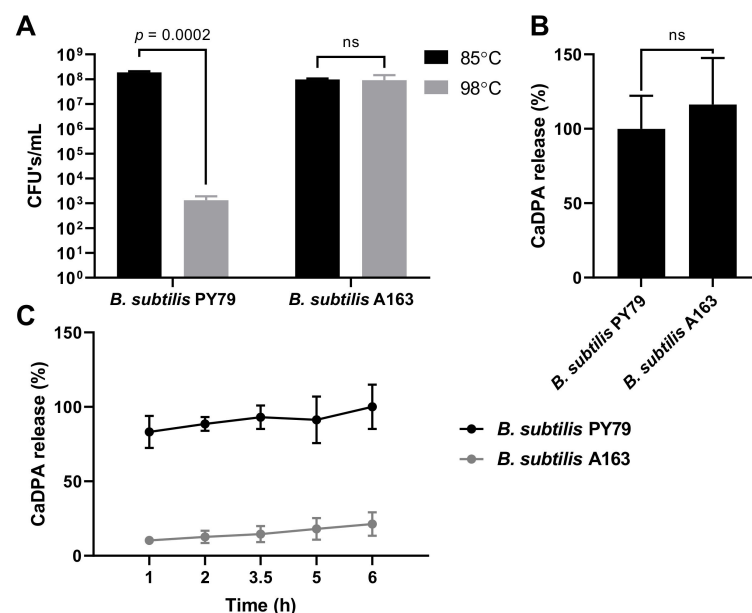 A
p = 0.0002
ns
85°C
98°C
CFU's/mL
10⁹
10⁸
10⁷
10⁶
10⁵
10⁴
10³
10²
10¹
10⁰
B. subtilis PY79
B. subtilis A163
B
ns
CaDPA release (%)
150
100
50
0
B. subtilis PY79
B. subtilis A163
C
CaDPA release (%)
150
100
50
0
1 2 3.5 5 6
Time (h)
B. subtilis PY79
B. subtilis A163